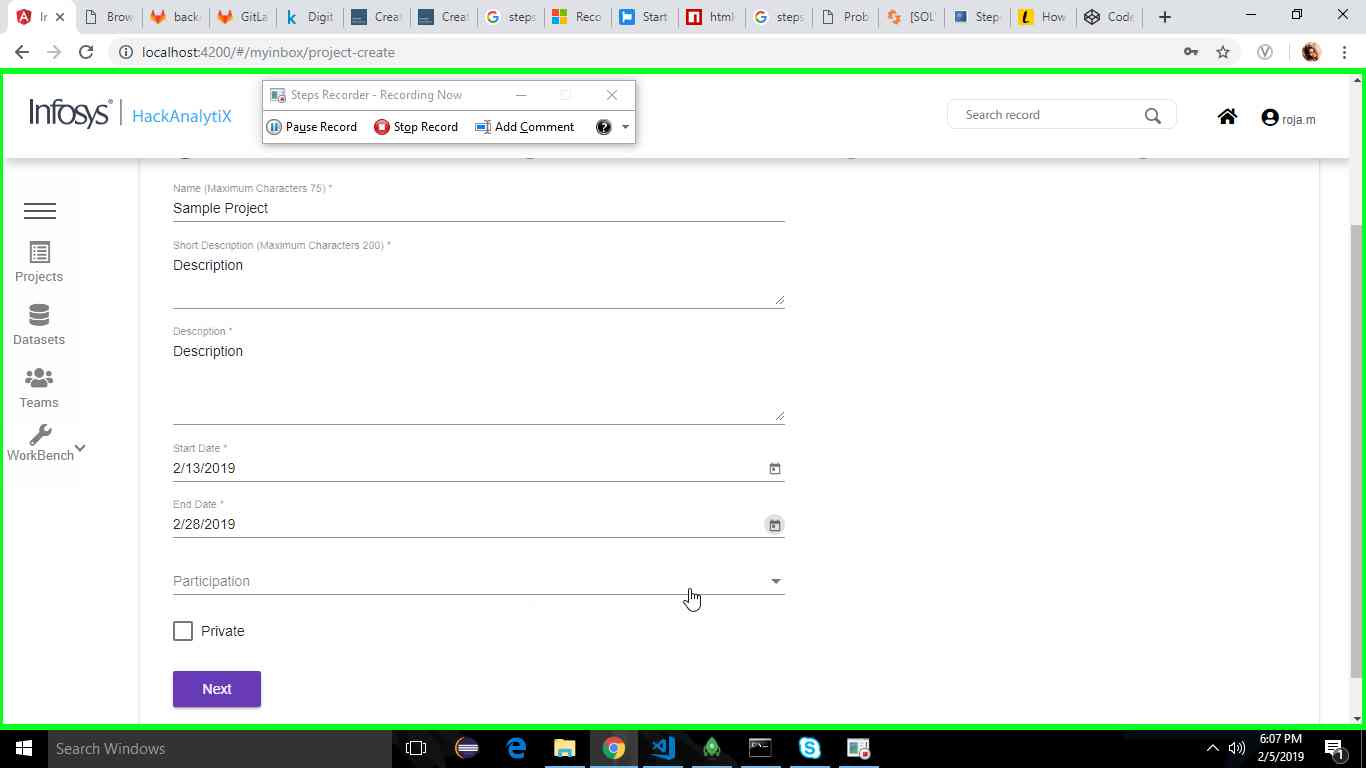 In
Brow
back
GitLa
Digit
Creat
Creat
steps
Reco
Start
html
steps
Prob
[SOL
Step
How
Code
localhost:4200/#/myinbox/project-create
Steps Recorder - Recording Now
Pause Record
Stop Record
Add Comment
Infosys®
HackAnalytiX
Search record
roja.m
Projects
Datasets
Teams
WorkBench
Name (Maximum Characters 75) *
Sample Project
Short Description (Maximum Characters 200) *
Description
Description *
Description
Start Date *
2/13/2019
End Date *
2/28/2019
Participation
Private
Next
Search Windows
6:07 PM
2/5/2019
1